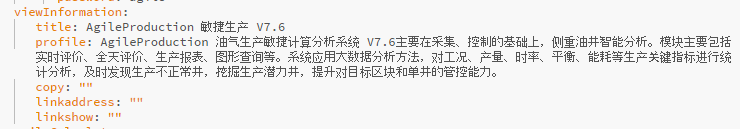 viewInformation:
title: AgileProduction 敏捷生产 V7.6
profile: AgileProduction 油气生产敏捷计算分析系统 V7.6主要在采集、控制的基础上，侧重油井智能分析。模块主要包括
实时评价、全天评价、生产报表、图形查询等。系统应用大数据分析方法，对工况、产量、时率、平衡、能耗等生产关键指标进行统
计分析，及时发现生产不正常井，挖掘生产潜力井，提升对目标区块和单井的管控能力。
copy: ""
linkaddress: ""
linkshow: ""